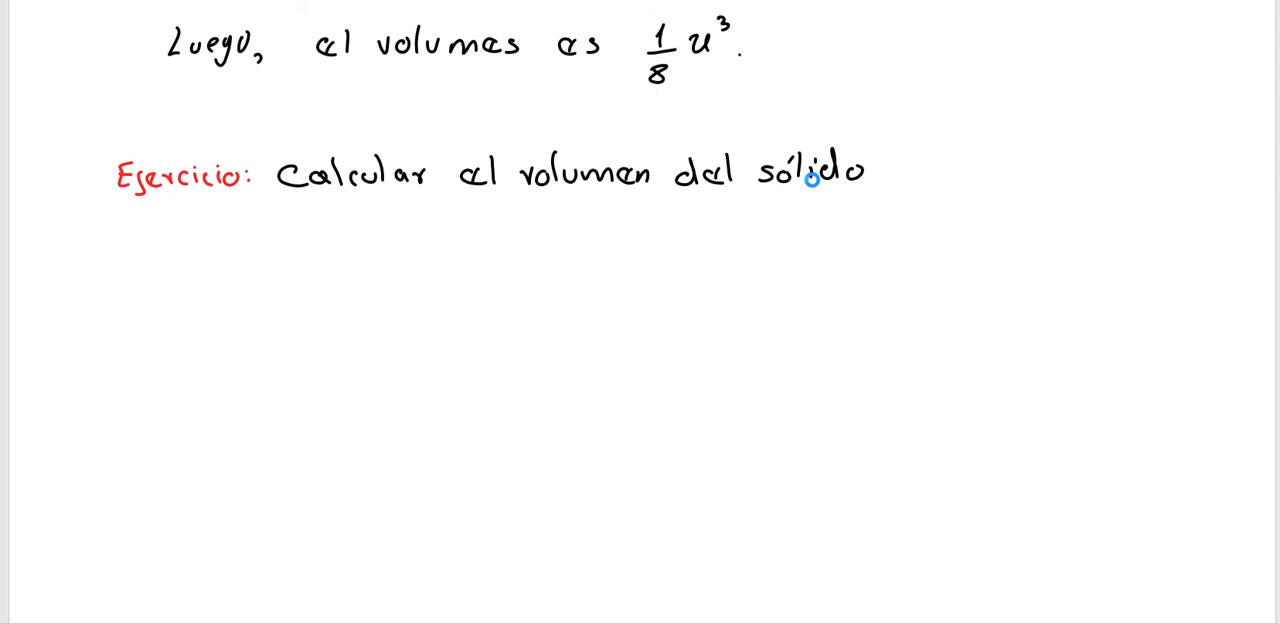 Luego, el volumes es 1/8 u³.
Ejercicio: Calcular el volumen del sólido